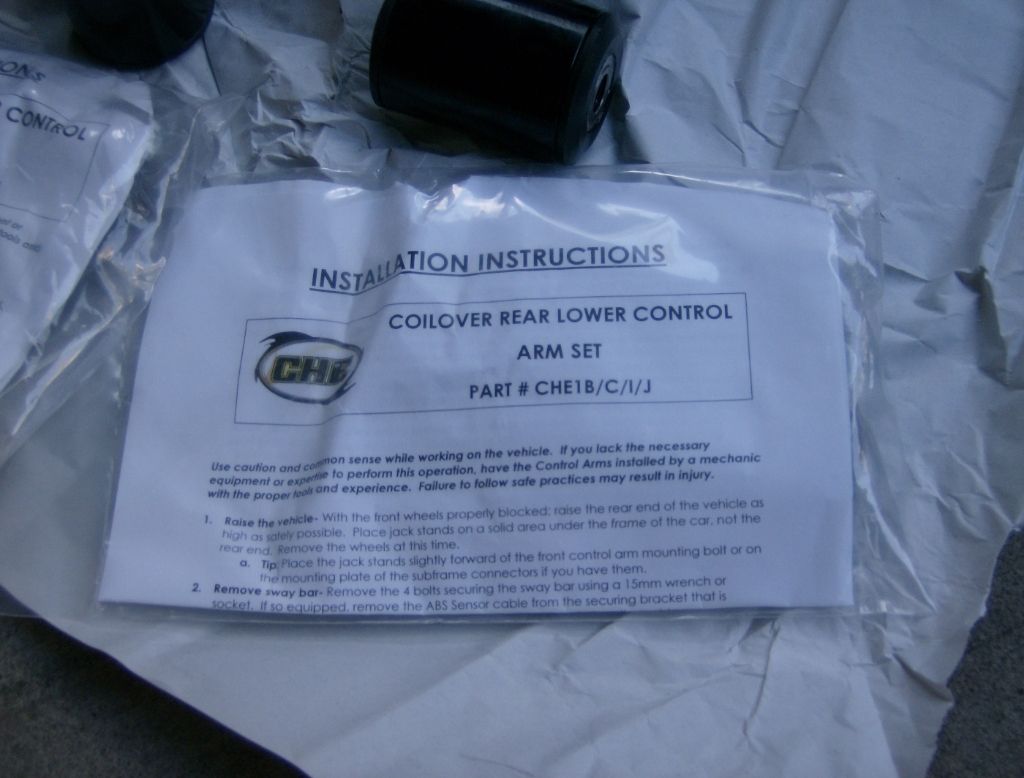 ONS
CONTROL
tools and
INSTALLATION INSTRUCTIONS
CHE
COILOVER REAR LOWER CONTROL
ARM SET
PART # CHE1B/C/I/J
Use caution and common sense while working on the vehicle. If you lack the necessary
equipment or expertise to perform this operation, have the Control Arms installed by a mechanic
with the proper tools and experience. Failure to follow safe practices may result in injury.
1. Raise the vehicle- With the front wheels properly blocked; raise the rear end of the vehicle as
high as safely possible. Place jack stands on a solid area under the frame of the car, not the
rear end. Remove the wheels at this time.
a. Tip: Place the jack stands slightly forward of the front control arm mounting bolt or on
the mounting plate of the subframe connectors if you have them.
2. Remove sway bar- Remove the 4 bolts securing the sway bar using a 15mm wrench or
socket. If so equipped, remove the ABS Sensor cable from the securing bracket that is